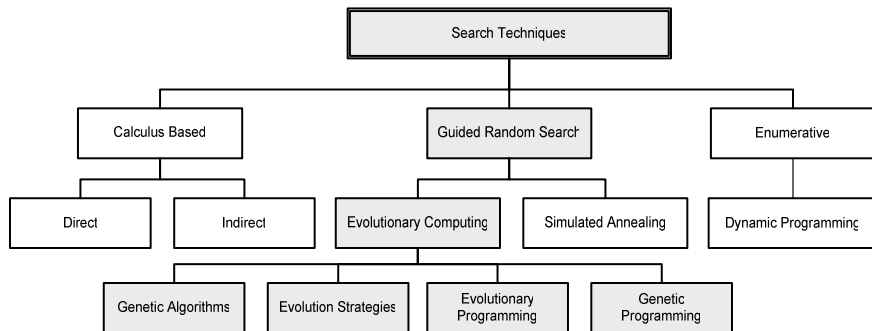 Search Techniques
Calculus Based
Guided Random Search
Enumerative
Direct
Indirect
Evolutionary Computing
Simulated Annealing
Dynamic Programming
Genetic Algorithms
Evolution Strategies
Evolutionary
Programming
Genetic
Programming